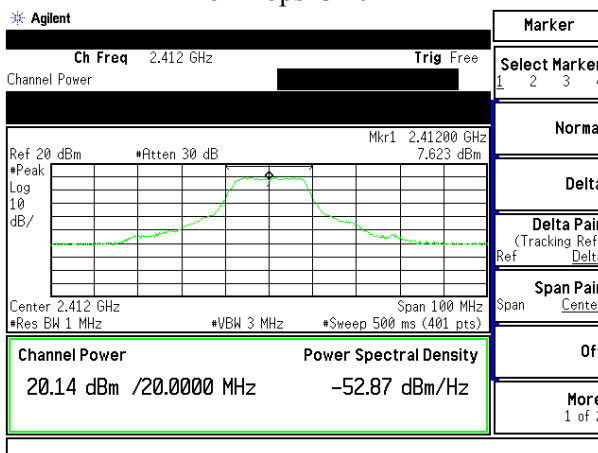 Agilent
Marker
Ch Freq 2.412 GHz Trig Free
Channel Power
Select Marker
1 2 3
Mkr1 2.41200 GHz
Ref 20 dBm #Atten 30 dB 7.623 dBm
#Peak
Log
10
dB/
Center 2.412 GHz Span 100 MHz
#Res BW 1 MHz #VBW 3 MHz #Sweep 500 ms (401 pts)
Channel Power Power Spectral Density
20.14 dBm /20.0000 MHz -52.87 dBm/Hz
Norma
Delta
Delta Pair
(Tracking Ref
Ref Delta
Span Pair
Span Cente
Of
More
1 of 2